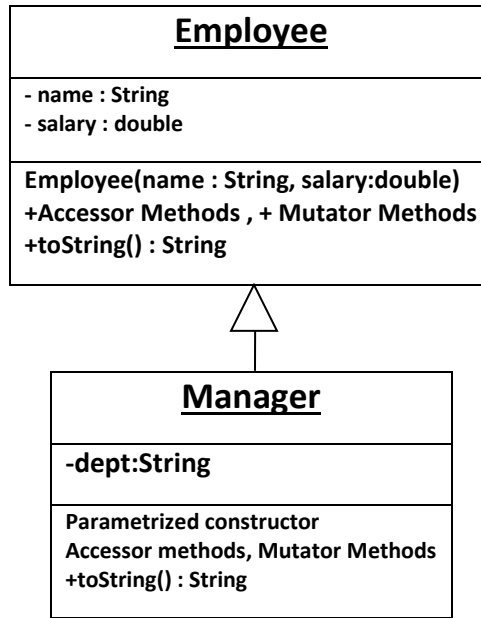 Employee
- name : String
- salary : double
Employee(name : String, salary:double)
+Accessor Methods , + Mutator Methods
+toString() : String
Manager
-dept:String
Parametrized constructor
Accessor methods, Mutator Methods
+toString() : String